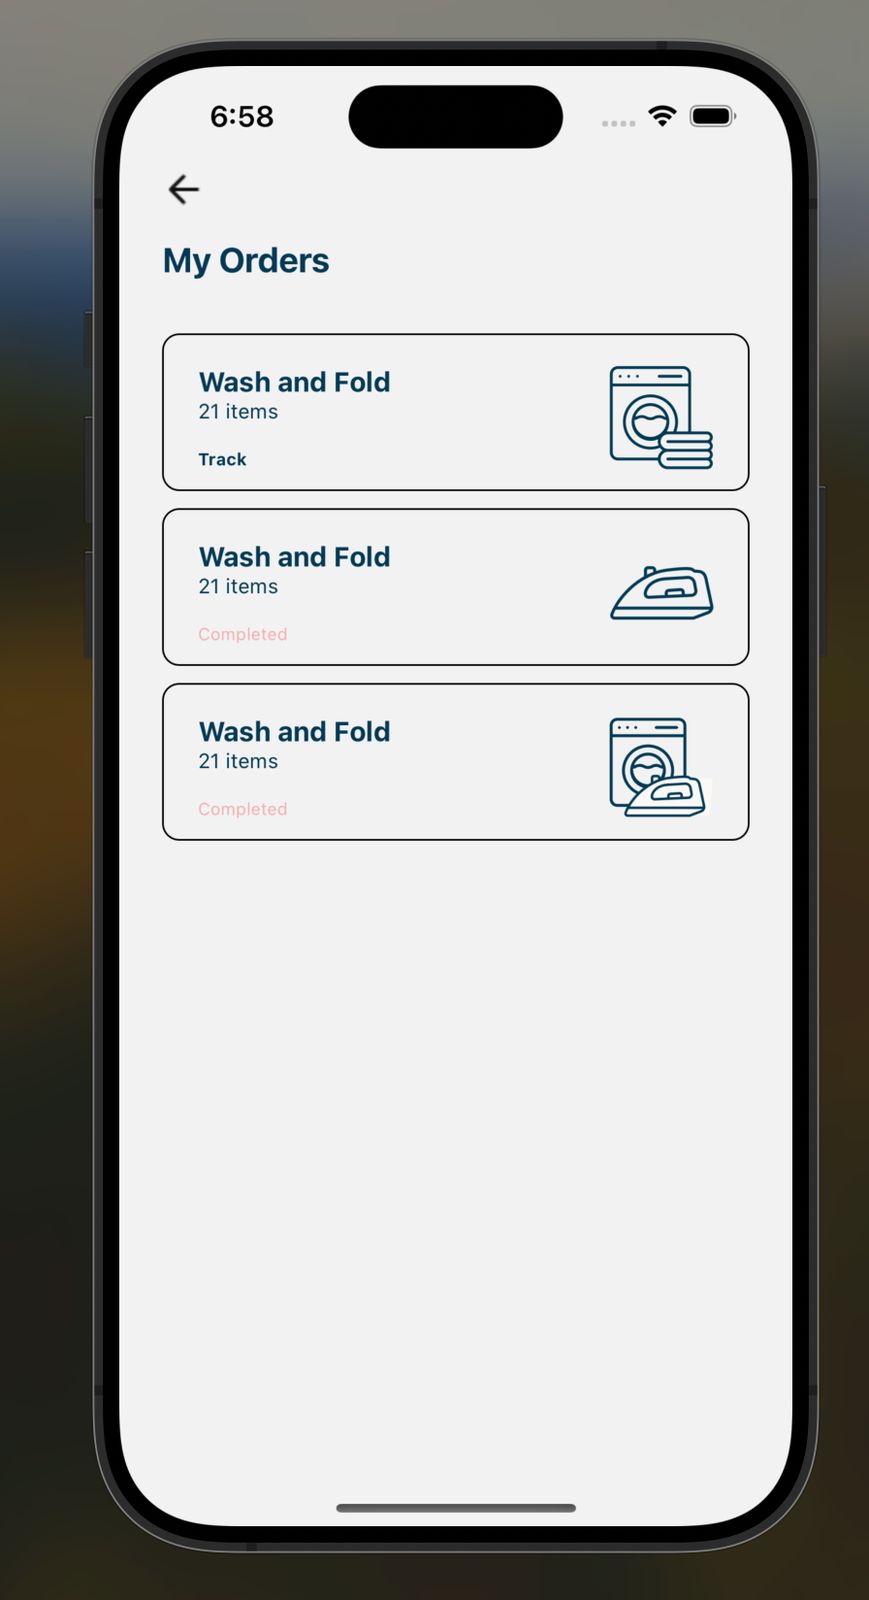 6:58
My Orders
Wash and Fold
21 items
Track
Wash and Fold
21 items
Completed
Wash and Fold
21 items
Completed